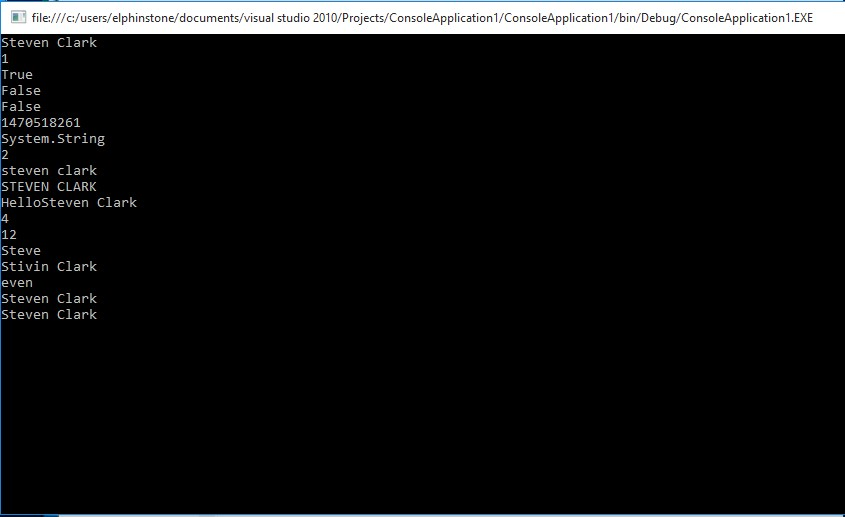 file:///c:/users/elphinstone/documents/visual studio 2010/Projects/ConsoleApplication1/ConsoleApplication1/bin/Debug/ConsoleApplication1.EXE
Steven Clark
1
True
False
False
1470518261
System.String
2
steven clark
STEVEN CLARK
HelloSteven Clark
4
12
Steve
Stivin Clark
even
Steven Clark
Steven Clark